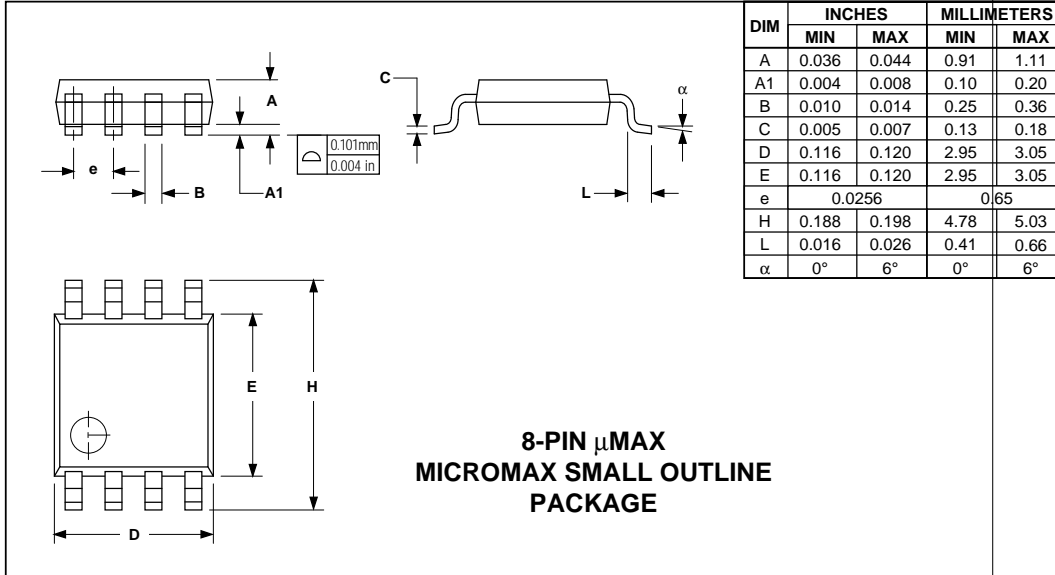 DIM INCHES MILLIMETERS
MIN MAX MIN MAX
A 0.036 0.044 0.91 1.11
A1 0.004 0.008 0.10 0.20
B 0.010 0.014 0.25 0.36
C 0.005 0.007 0.13 0.18
D 0.116 0.120 2.95 3.05
E 0.116 0.120 2.95 3.05
e 0.0256 0.65
H 0.188 0.198 4.78 5.03
L 0.016 0.026 0.41 0.66
α 0° 6° 0° 6°
C
α
A
0.101mm
0.004 in
e
B
A1
L
E
H
D
8-PIN μMAX
MICROMAX SMALL OUTLINE
PACKAGE